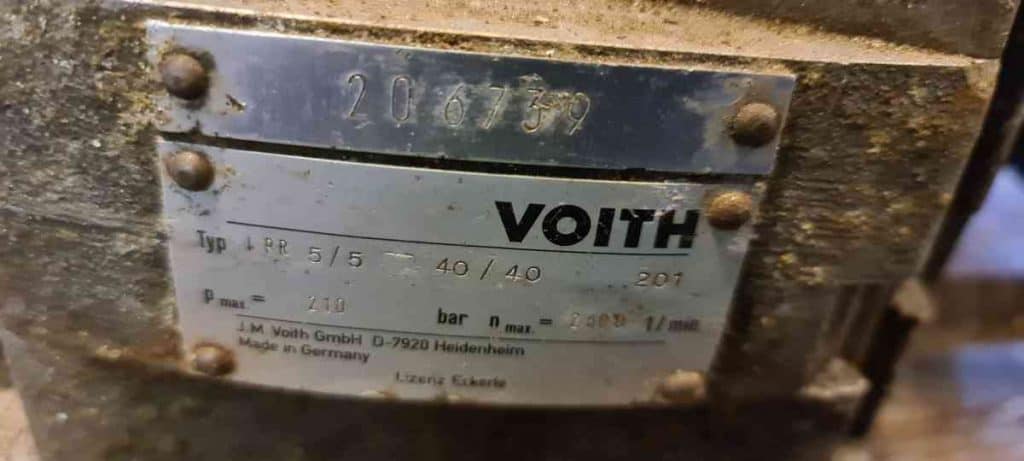 206739
VOITH
Typ IPR 5/5 40/40 201
p max = 210 bar n max = 1/min
J.M. Voith GmbH D-7920 Heidenheim
Made in Germany
Lizenz Eckerle